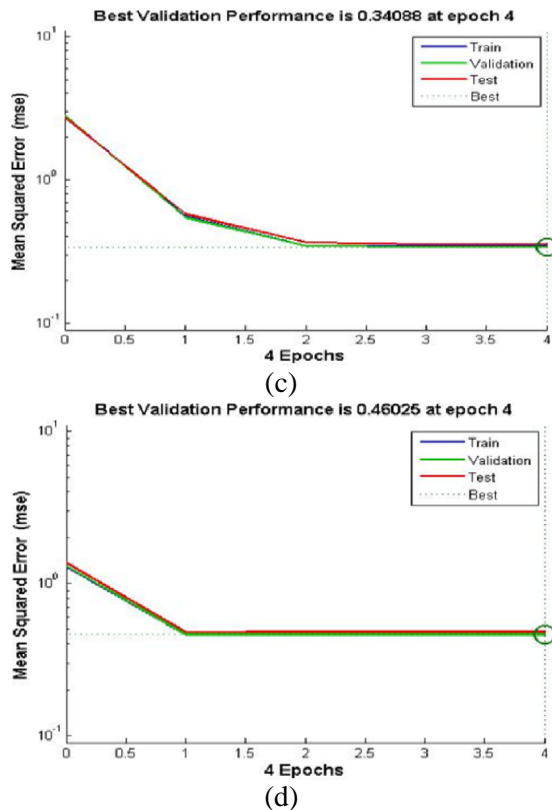 Best Validation Performance is 0.34088 at epoch 4
Mean Squared Error (mse)
10^1
10^0
10^-1
Train
Validation
Test
Best
0 0.5 1 1.5 2 2.5 3 3.5 4
4 Epochs
(c)
Best Validation Performance is 0.46025 at epoch 4
Mean Squared Error (mse)
10^1
10^0
10^-1
Train
Validation
Test
Best
0 0.5 1 1.5 2 2.5 3 3.5 4
4 Epochs
(d)